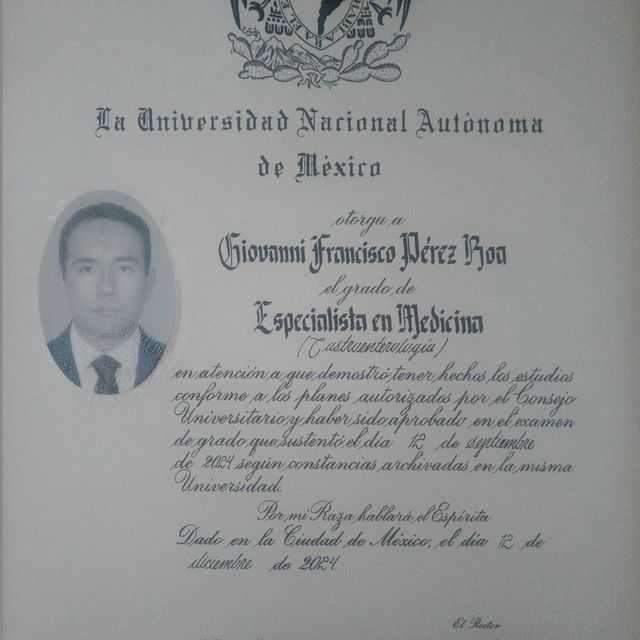 HABLARA EL E
La Universidad Nacional Autónoma
de México
otorga a
Giovanni Francisco Pérez Roa
el grado de
Especialista en Medicina
(Gastroenterología)
en atención a que demostró tener hechos los estudios
conforme a los planes autorizados por el Consejo
Universitario y haber sido aprobado en el examen
de grado que sustentó el día 12 de septiembre
de 2024 según constancias archivadas en la misma
Universidad.
Por mi Raza hablará el Espíritu
Dado en la Ciudad de México, el día 12 de
diciembre de 2024.
El Rector